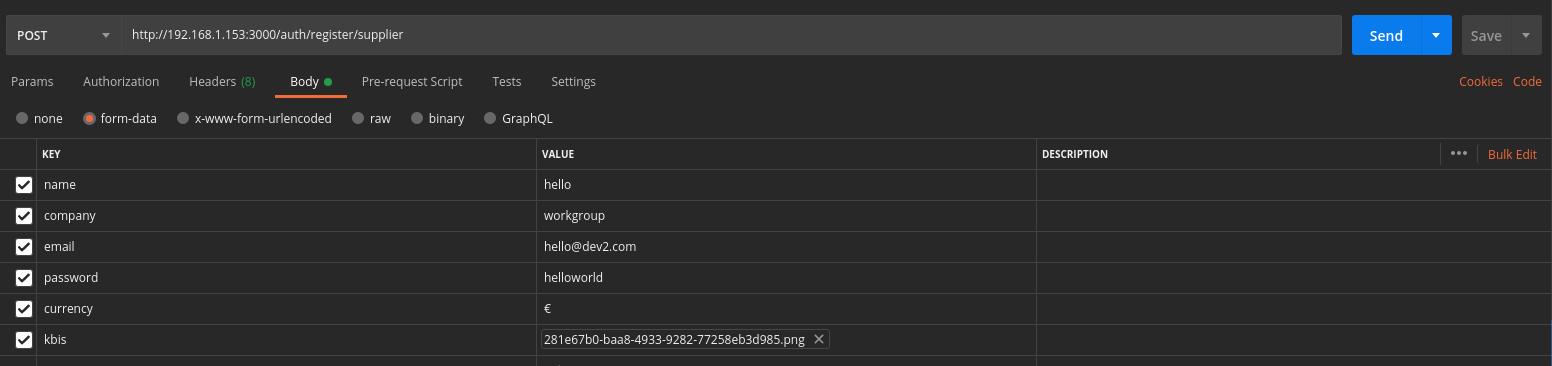 POST http://192.168.1.153:3000/auth/register/supplier Send Save
Params Authorization Headers (8) Body Pre-request Script Tests Settings Cookies Code
none form-data x-www-form-urlencoded raw binary GraphQL
KEY VALUE DESCRIPTION ••• Bulk Edit
name hello
company workgroup
email hello@dev2.com
password helloworld
currency €
kbis 281e67b0-baa8-4933-9282-77258eb3d985.png